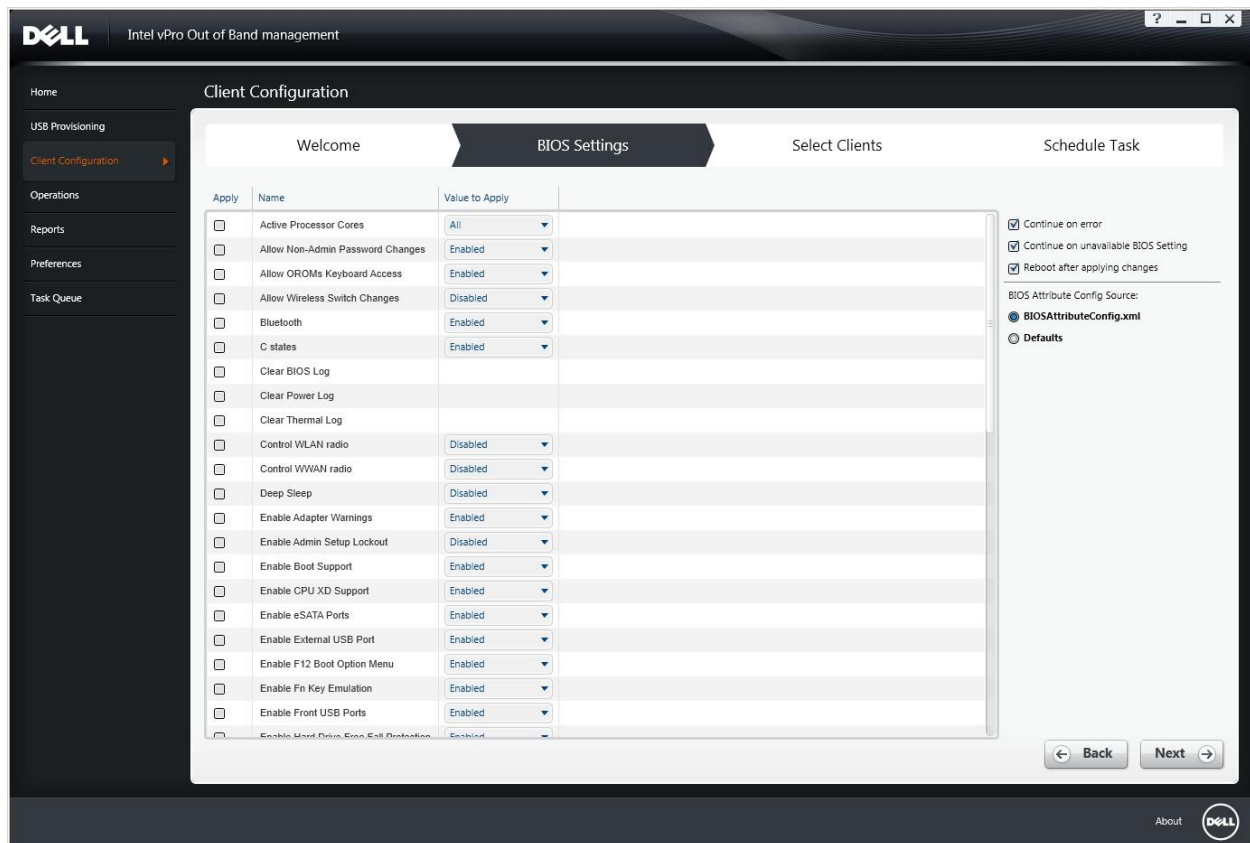 DELL
Intel vPro Out of Band management
Home
USB Provisioning
Client Configuration
Operations
Reports
Preferences
Task Queue
Client Configuration
Welcome
BIOS Settings
Select Clients
Schedule Task
Apply Name Value to Apply
Active Processor Cores All
Allow Non-Admin Password Changes Enabled
Allow OROMs Keyboard Access Enabled
Allow Wireless Switch Changes Disabled
Bluetooth Enabled
C states Enabled
Clear BIOS Log
Clear Power Log
Clear Thermal Log
Control WLAN radio Disabled
Control WWAN radio Disabled
Deep Sleep Disabled
Enable Adapter Warnings Enabled
Enable Admin Setup Lockout Disabled
Enable Boot Support Enabled
Enable CPU XD Support Enabled
Enable eSATA Ports Enabled
Enable External USB Port Enabled
Enable F12 Boot Option Menu Enabled
Enable Fn Key Emulation Enabled
Enable Front USB Ports Enabled
Enable Hard Drive Free Fall Protection Enabled
Continue on error
Continue on unavailable BIOS Setting
Reboot after applying changes
BIOS Attribute Config Source:
BIOSAttributeConfig.xml
Defaults
Back
Next
About
DELL